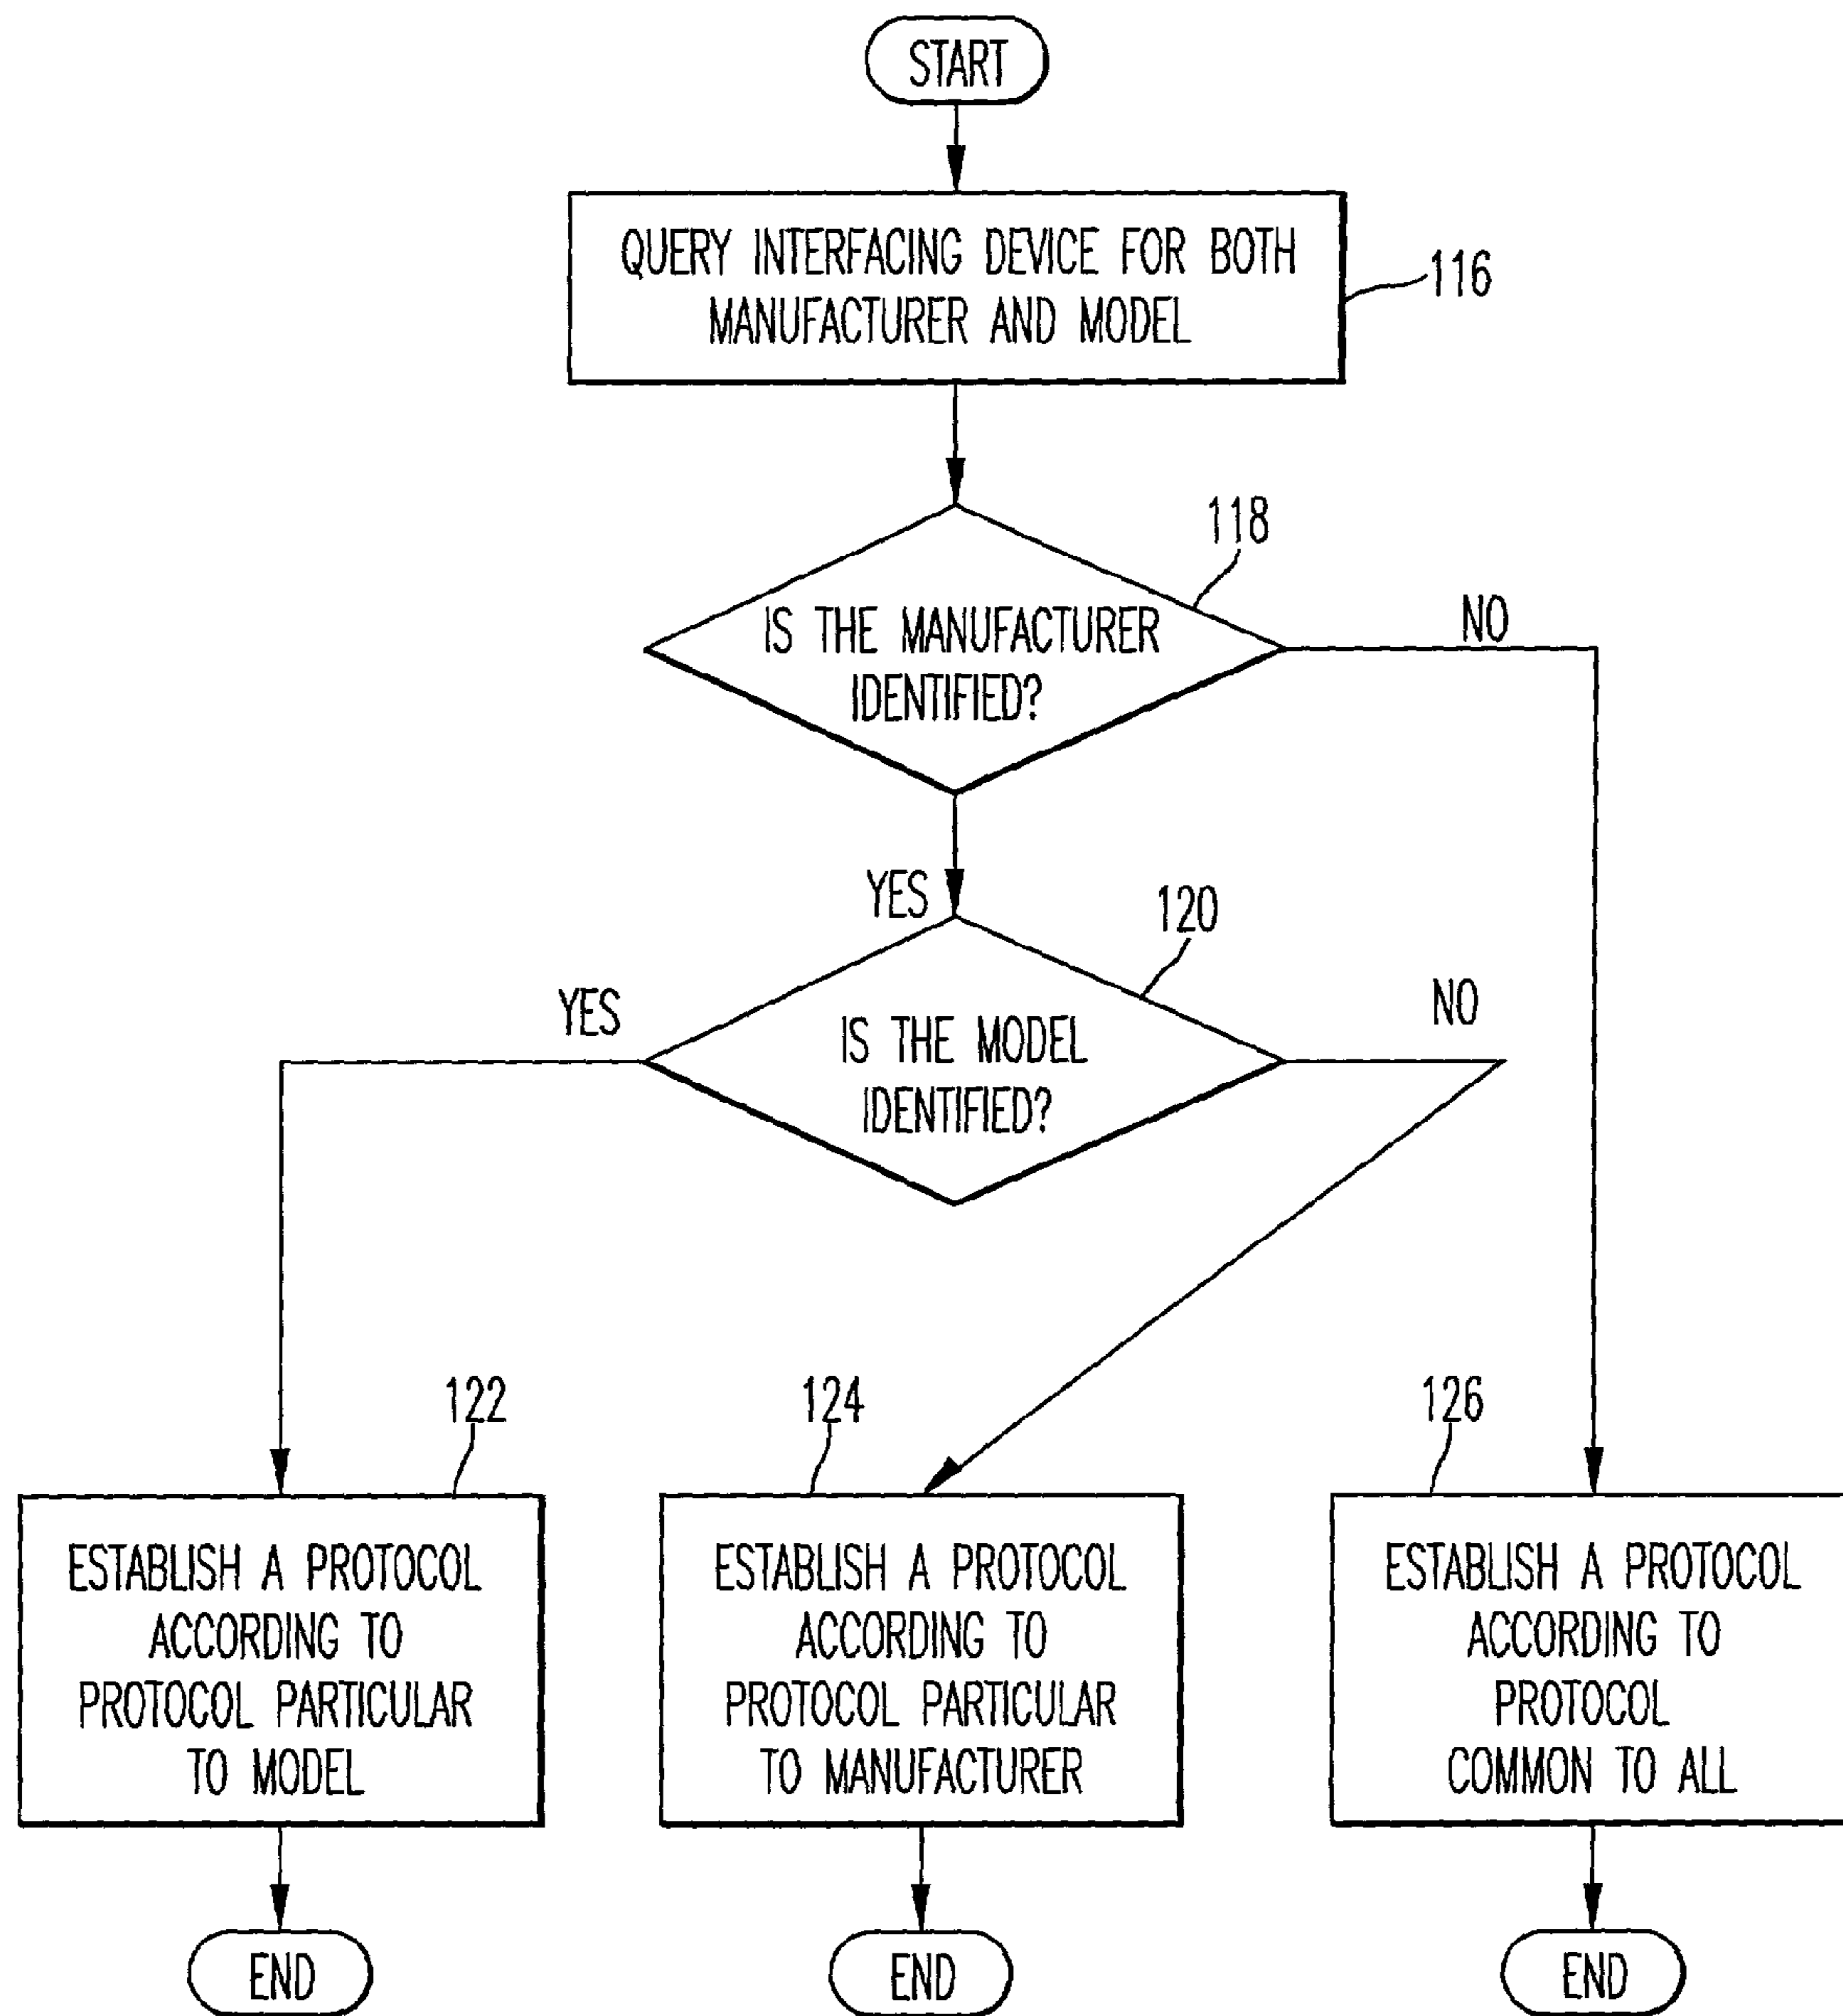 START
QUERY INTERFACING DEVICE FOR BOTH
MANUFACTURER AND MODEL
116
118
IS THE MANUFACTURER
IDENTIFIED?
NO
YES
120
YES
IS THE MODEL
IDENTIFIED?
NO
122
124
126
ESTABLISH A PROTOCOL
ACCORDING TO
PROTOCOL PARTICULAR
TO MODEL
ESTABLISH A PROTOCOL
ACCORDING TO
PROTOCOL PARTICULAR
TO MANUFACTURER
ESTABLISH A PROTOCOL
ACCORDING TO
PROTOCOL
COMMON TO ALL
END
END
END